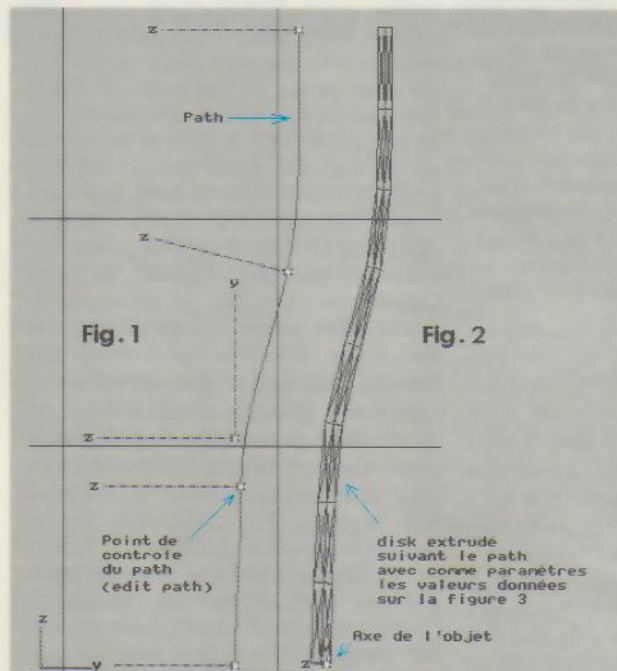 z
Path
z
y
Fig. 1
Fig. 2
z
z
Point de
controle
du path
(edit path)
disk extrudé
suivant le path
avec comme paramètres
les valeurs données
sur la figure 3
Axe de l'objet
z
y
z